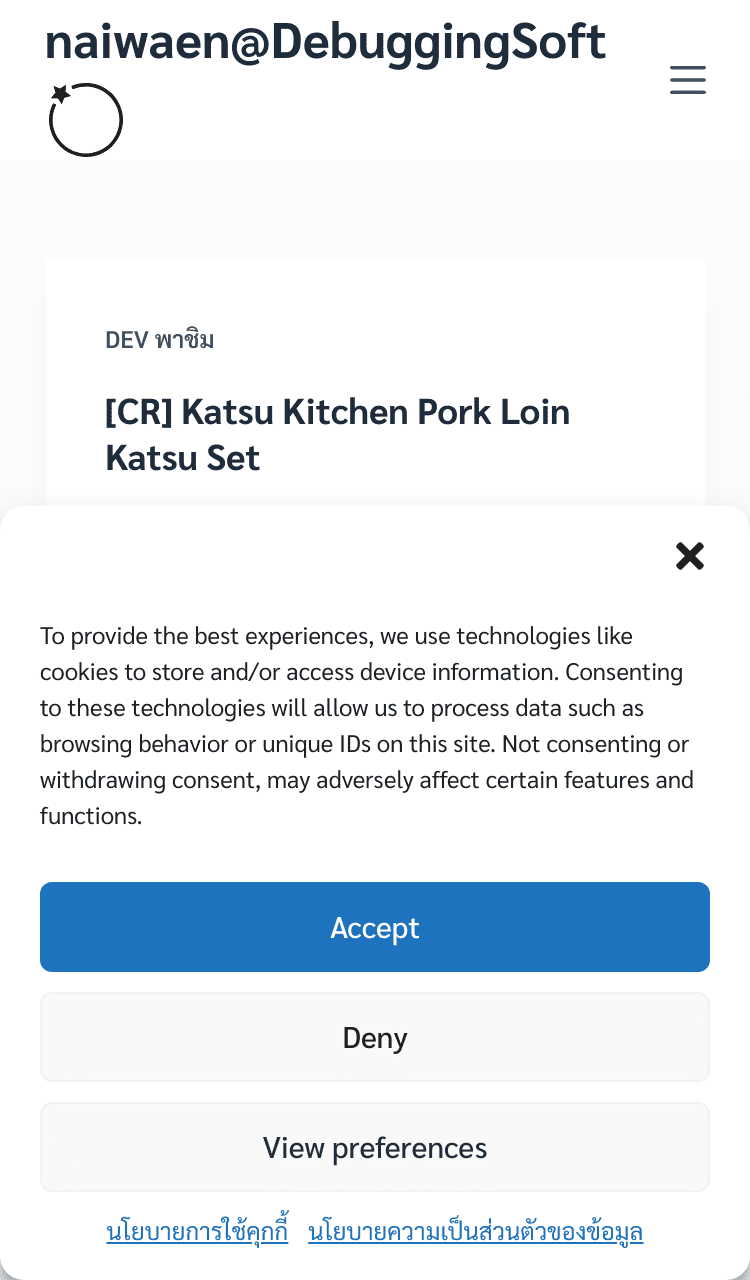 naiwaen@DebuggingSoft
DEV พาชิม
[CR] Katsu Kitchen Pork Loin
Katsu Set
To provide the best experiences, we use technologies like
cookies to store and/or access device information. Consenting
to these technologies will allow us to process data such as
browsing behavior or unique IDs on this site. Not consenting or
withdrawing consent, may adversely affect certain features and
functions.
Accept
Deny
View preferences
นโยบายการใช้คุกกี้ นโยบายความเป็นส่วนตัวของข้อมูล